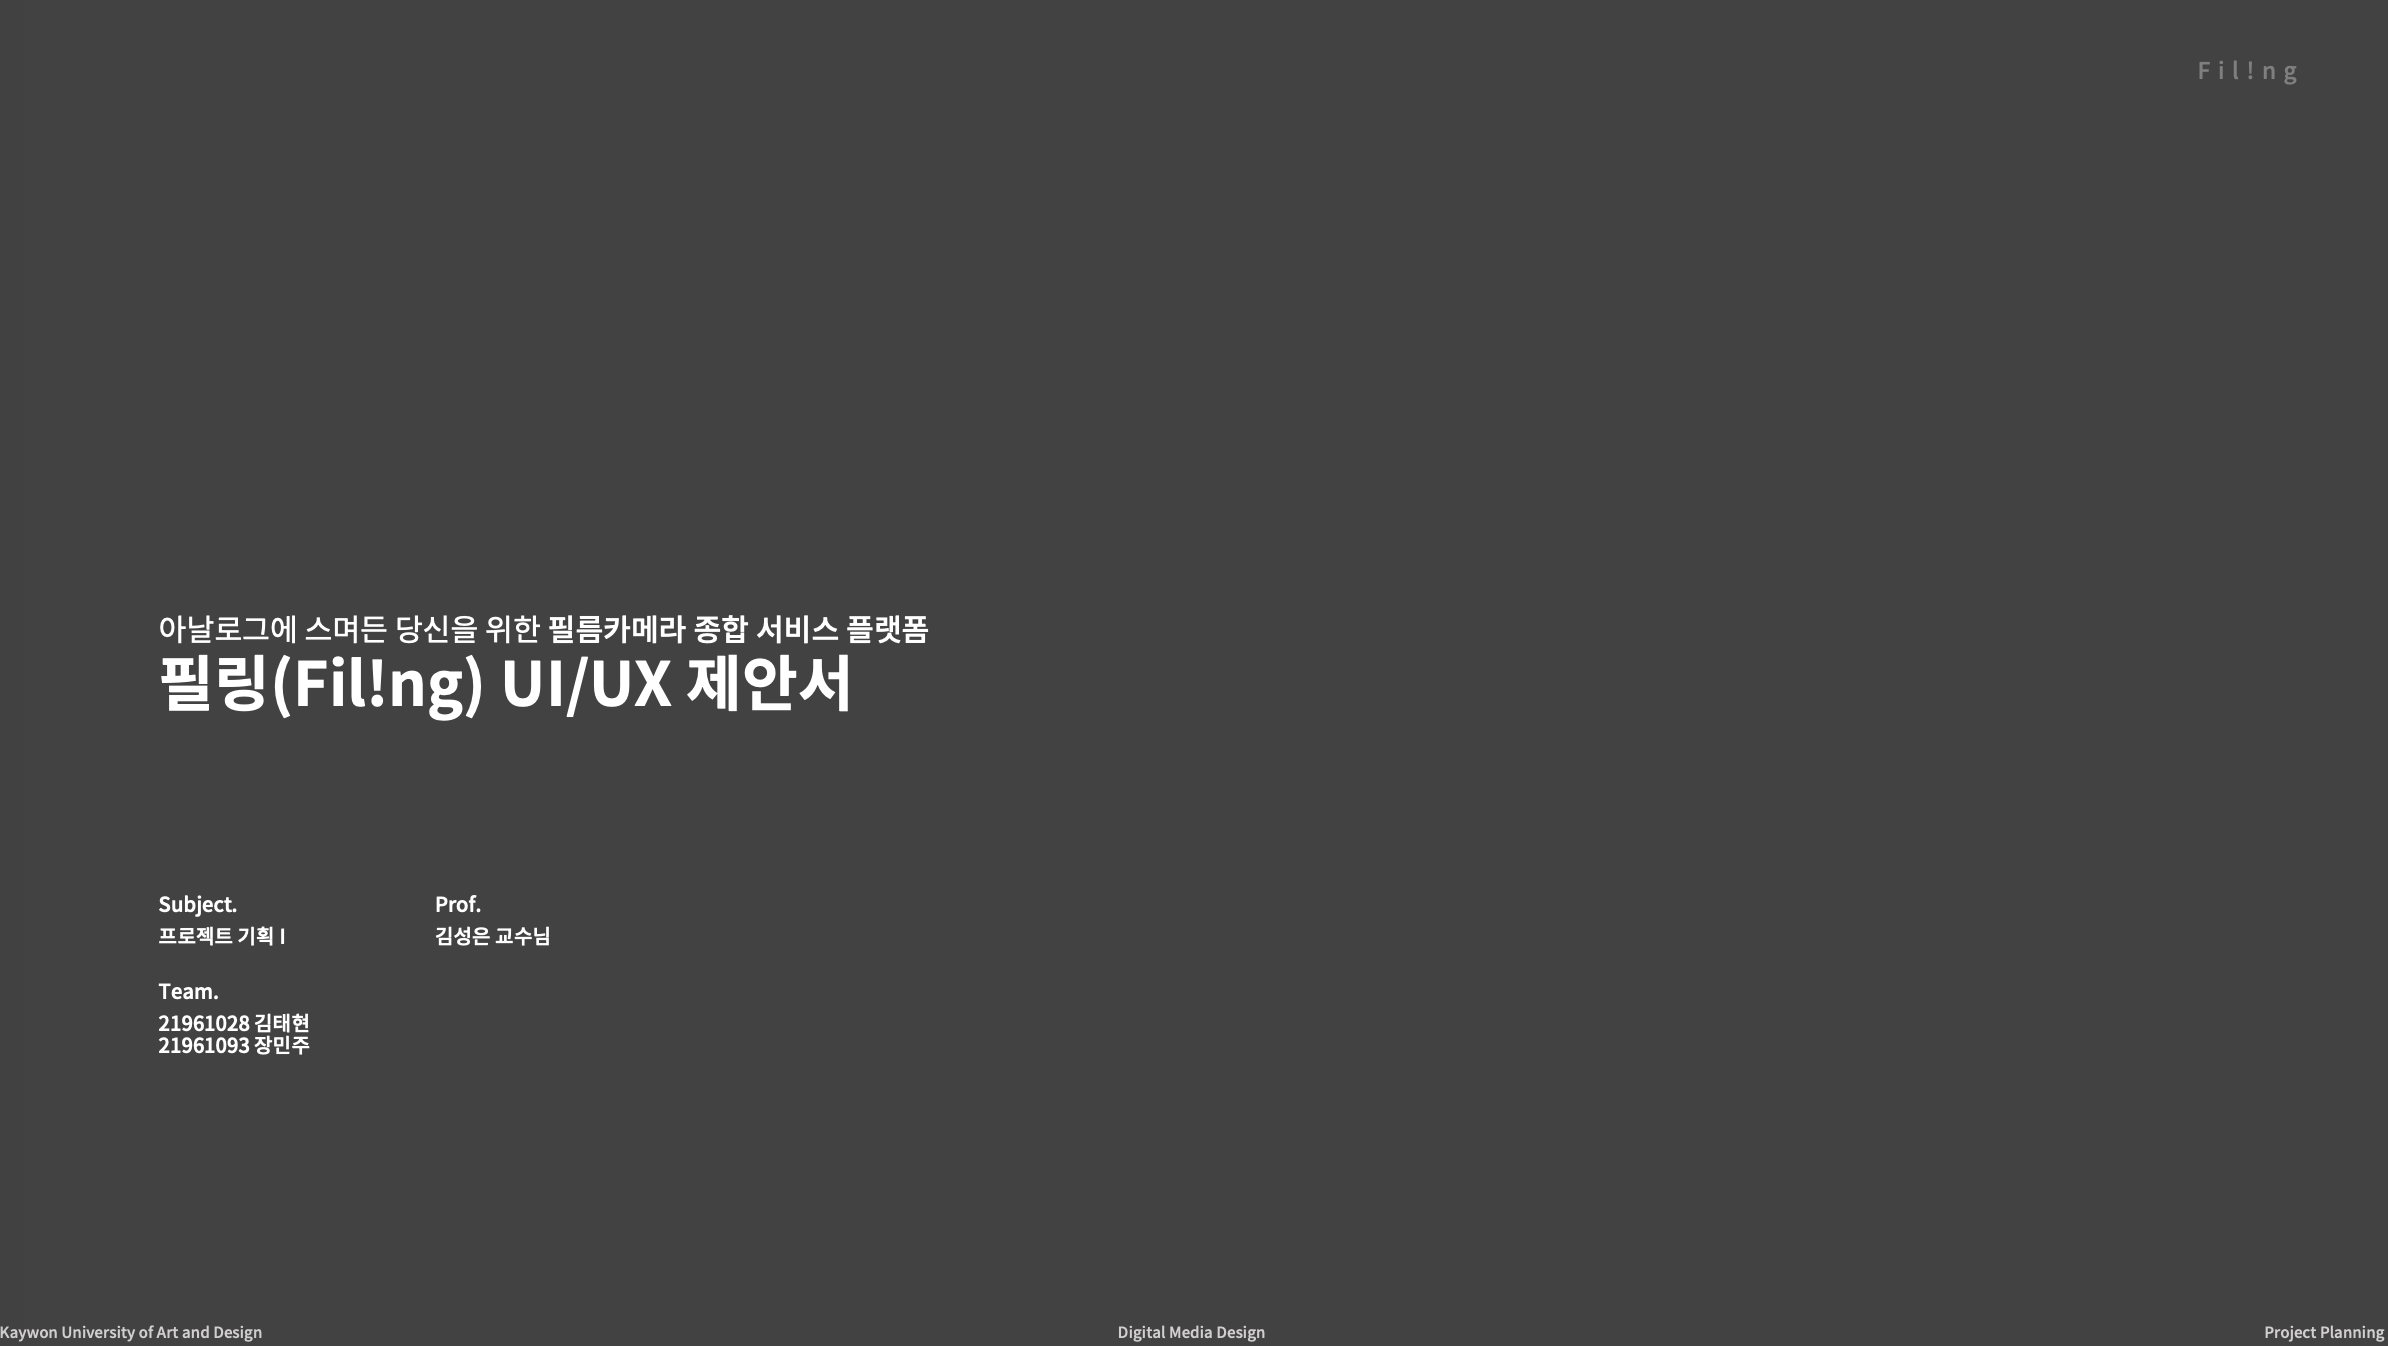 Fil!ng
아날로그에 스며든 당신을 위한 필름카메라 종합 서비스 플랫폼
필링(Fil!ng) UI/UX 제안서
Subject.
프로젝트 기획 I
Prof.
김성은 교수님
Team.
21961028 김태현
21961093 장민주
Kaywon University of Art and Design
Digital Media Design
Project Planning